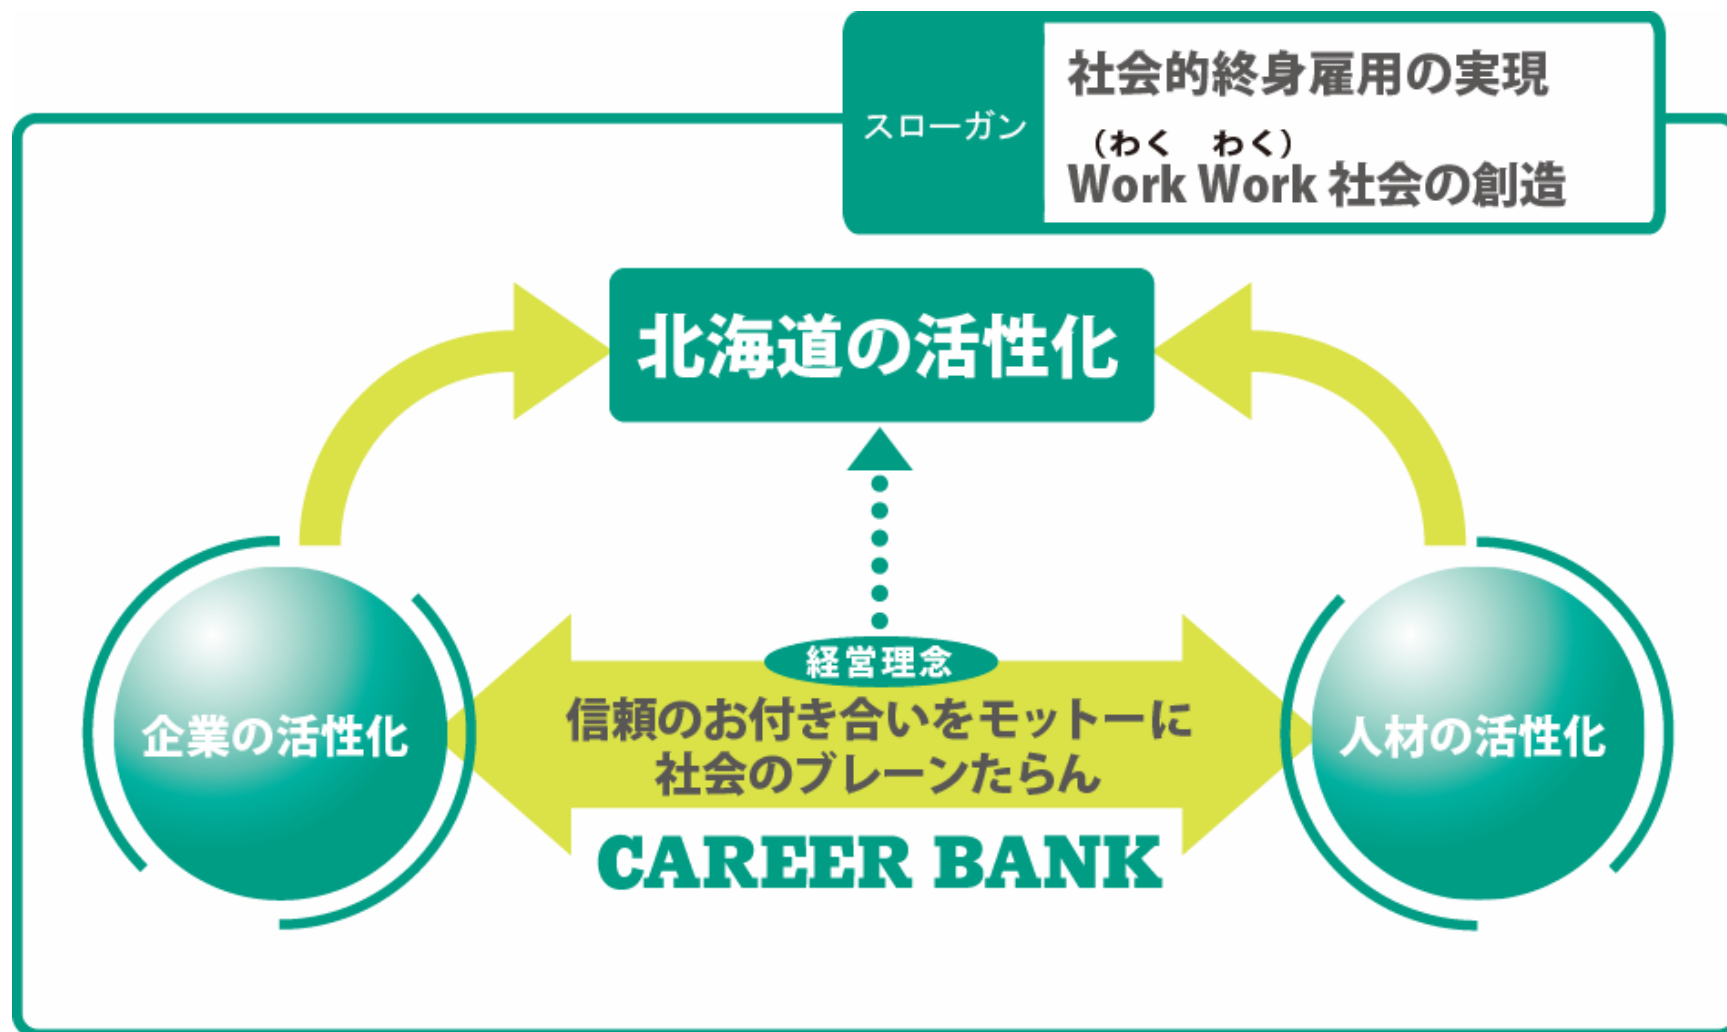 スローガン
社会的終身雇用の実現
（わく わく）
Work Work 社会の創造
北海道の活性化
経営理念
信頼のお付き合いをモットーに
社会のブレーンたらん
企業の活性化
人材の活性化
CAREER BANK